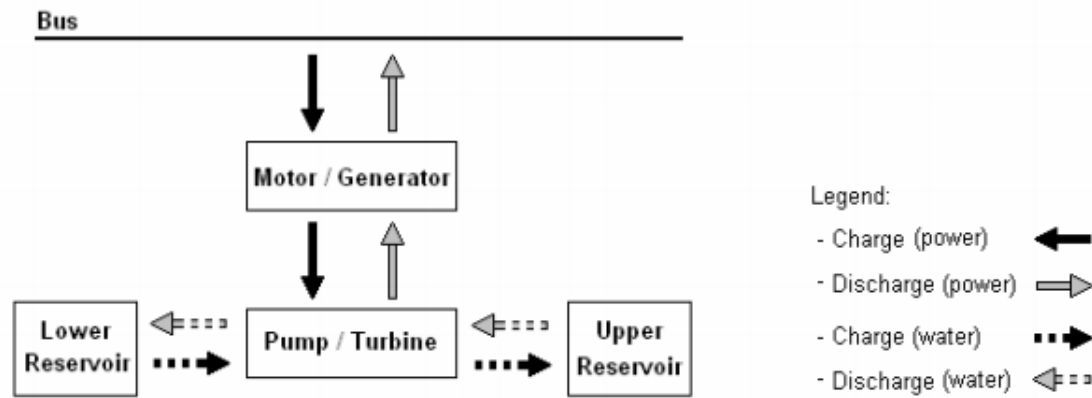 Bus
Motor / Generator
Lower
Reservoir
Pump / Turbine
Upper
Reservoir
Legend:
- Charge (power)
- Discharge (power)
- Charge (water)
- Discharge (water)